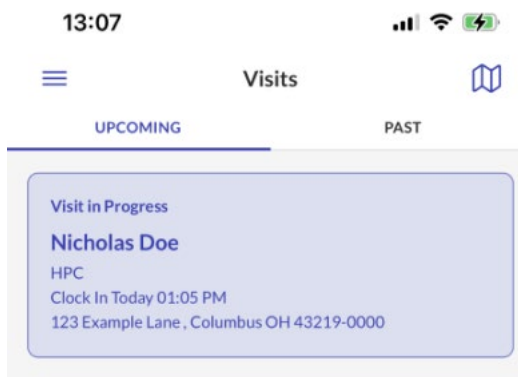 13:07
Visits
UPCOMING PAST
Visit in Progress
Nicholas Doe
HPC
Clock In Today 01:05 PM
123 Example Lane , Columbus OH 43219-0000